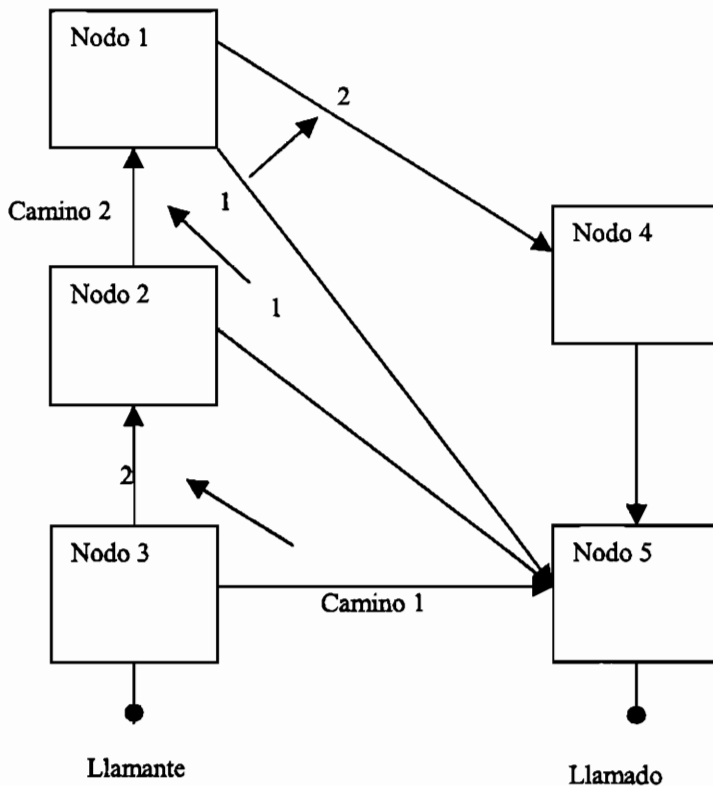 Nodo 1
2
1
Camino 2
Nodo 4
Nodo 2
1
2
Nodo 3
Nodo 5
Camino 1
Llamante
Llamado